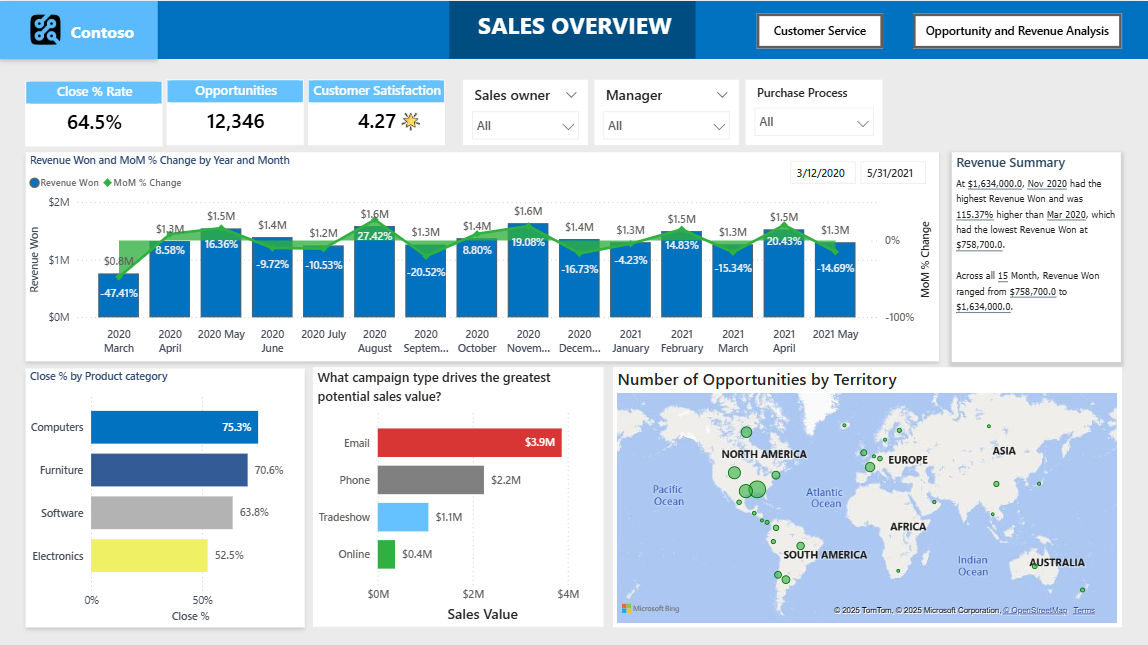 Contoso
SALES OVERVIEW
Customer Service
Opportunity and Revenue Analysis
Close % Rate
64.5%
Opportunities
12,346
Customer Satisfaction
4.27
Sales owner
All
Manager
All
Purchase Process
All
Revenue Won and MoM % Change by Year and Month
3/12/2020
5/31/2021
Revenue Won
MoM % Change
$2M
$1M
$0M
Revenue Won
$0.8M
$1.3M
$1.5M
$1.4M
$1.2M
$1.6M
$1.3M
$1.4M
$1.6M
$1.4M
$1.3M
$1.5M
$1.3M
$1.5M
$1.3M
-47.41%
8.58%
16.36%
-9.72%
-10.53%
27.42%
-20.52%
8.80%
19.08%
-16.73%
-4.23%
14.83%
-15.34%
20.43%
-14.69%
0%
-100%
MoM % Change
2020
March
2020
April
2020 May
2020
June
2020 July
2020
August
2020
Septem...
2020
October
2020
Novem...
2020
Decem...
2021
January
2021
February
2021
March
2021
April
2021 May
Revenue Summary
At $1,634,000.0, Nov 2020 had the
highest Revenue Won and was
115.37% higher than Mar 2020, which
had the lowest Revenue Won at
$758,700.0.
Across all 15 Month, Revenue Won
ranged from $758,700.0 to
$1,634,000.0.
Close % by Product category
Computers
75.3%
Furniture
70.6%
Software
63.8%
Electronics
52.5%
0%
50%
Close %
What campaign type drives the greatest
potential sales value?
Email
$3.9M
Phone
$2.2M
Tradeshow
$1.1M
Online
$0.4M
$0M
$2M
$4M
Sales Value
Number of Opportunities by Territory
NORTH AMERICA
EUROPE
ASIA
Pacific
Ocean
Atlantic
Ocean
AFRICA
SOUTH AMERICA
Indian
Ocean
AUSTRALIA
Microsoft Bing
© 2025 TomTom, © 2025 Microsoft Corporation, © OpenStreetMap Terms